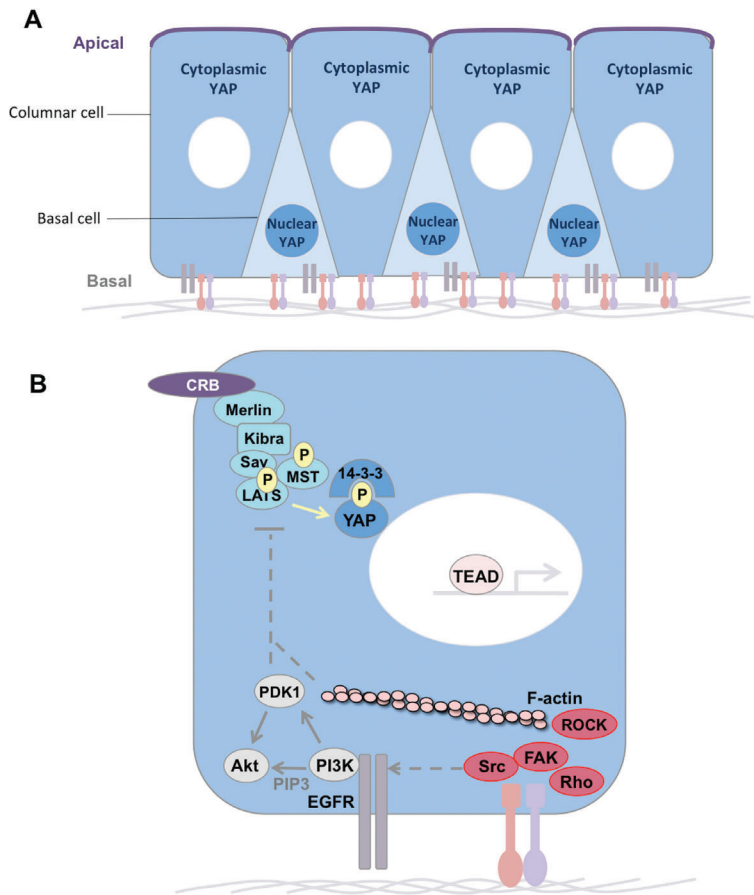 A
Apical
Cytoplasmic
YAP
Cytoplasmic
YAP
Cytoplasmic
YAP
Cytoplasmic
YAP
Columnar cell
Basal cell
Nuclear
YAP
Nuclear
YAP
Nuclear
YAP
Basal
B
CRB
Merlin
Kibra
Sav
P
MST
P
LATS
14-3-3
P
YAP
TEAD
PDK1
F-actin
ROCK
Akt
PIP3
PI3K
EGFR
Src
FAK
Rho